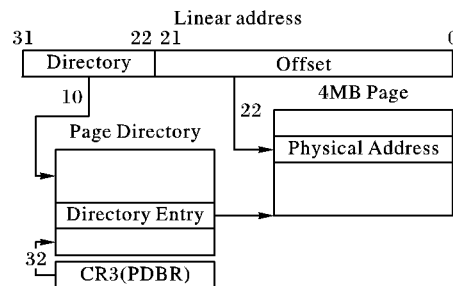 Linear address
31 22 21 0
Directory Offset
10 22 4MB Page
Page Directory
Physical Address
Directory Entry
32
CR3(PDBR)